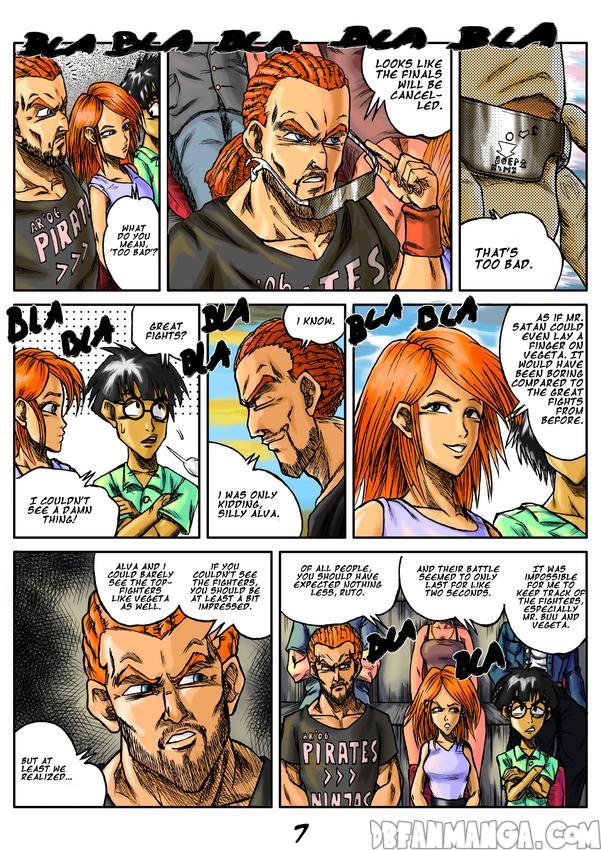 BLA BLA BLA BLA BLA
AR'06
PIRATES
>>>
WHAT
DO YOU
MEAN,
'TOO BAD'?
LOOKS LIKE
THE FINALS
WILL BE
CANCEL-
LED.
06
ATES
>>
THAT'S
TOO BAD.
BLA
BLA
GREAT
FIGHTS?
I COULDN'T
SEE A DAMN
THING!
BLA
BLA
I KNOW.
I WAS ONLY
KIDDING,
SILLY ALVA.
BLA BLA
AS IF MR.
SATAN COULD
EVEN LAY A
FINGER ON
VEGETA. IT
WOULD HAVE
BEEN BORING
COMPARED TO
THE GREAT
FIGHTS
FROM
BEFORE.
ALVA AND I
COULD BARELY
SEE THE TOP-
FIGHTERS
LIKE VEGETA
AS WELL.
IF YOU
COULDN'T SEE
THE FIGHTERS,
YOU SHOULD BE
AT LEAST A BIT
IMPRESSED.
BUT AT
LEAST WE
REALIZED...
OF ALL PEOPLE,
YOU SHOULD HAVE
EXPECTED NOTHING
LESS, RUTO.
AND THEIR BATTLE
SEEMED TO ONLY
LAST FOR LIKE
TWO SECONDS.
IT WAS
IMPOSSIBLE
FOR ME TO
KEEP TRACK OF
THE FIGHTERS,
ESPECIALLY
MR. BUU AND
VEGETA.
BLA
BLA
AR'06
PIRATES
>>>
NINJAS
7
DBFANMANGA.COM